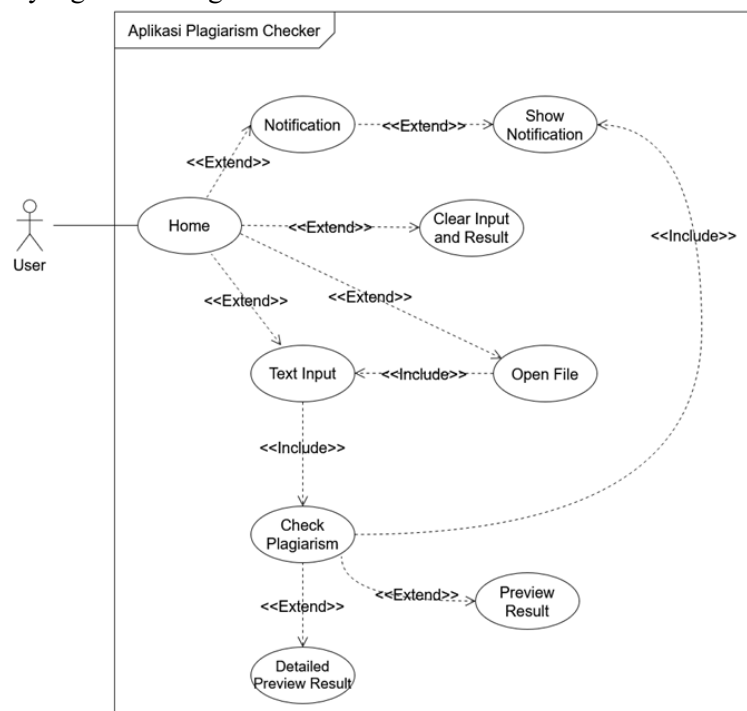 Aplikasi Plagiarism Checker
Notification
<<Extend>>
Show
Notification
<<Extend>>
User
Home
<<Extend>>
Clear Input
and Result
<<Include>>
<<Extend>>
<<Extend>>
Text Input
<<Include>>
Open File
<<Include>>
Check
Plagiarism
<<Extend>>
<<Extend>>
Preview
Result
Detailed
Preview Result